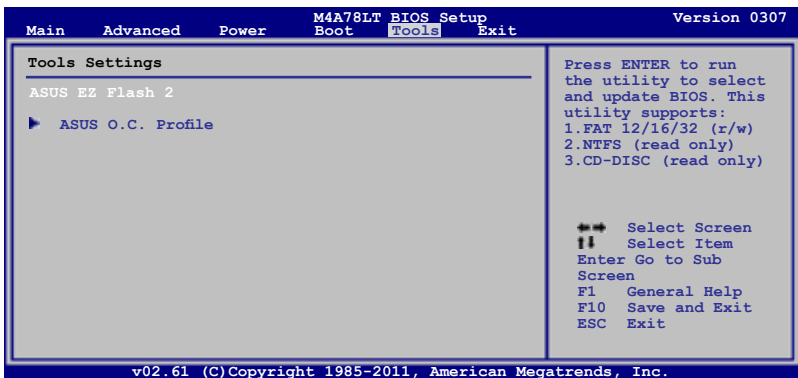 M4A78LT BIOS Setup Version 0307
Main Advanced Power Boot Tools Exit
Tools Settings
ASUS EZ Flash 2
ASUS O.C. Profile
Press ENTER to run
the utility to select
and update BIOS. This
utility supports:
1.FAT 12/16/32 (r/w)
2.NTFS (read only)
3.CD-DISC (read only)
Select Screen
Select Item
Enter Go to Sub
Screen
F1 General Help
F10 Save and Exit
ESC Exit
v02.61 (C)Copyright 1985-2011, American Megatrends, Inc.